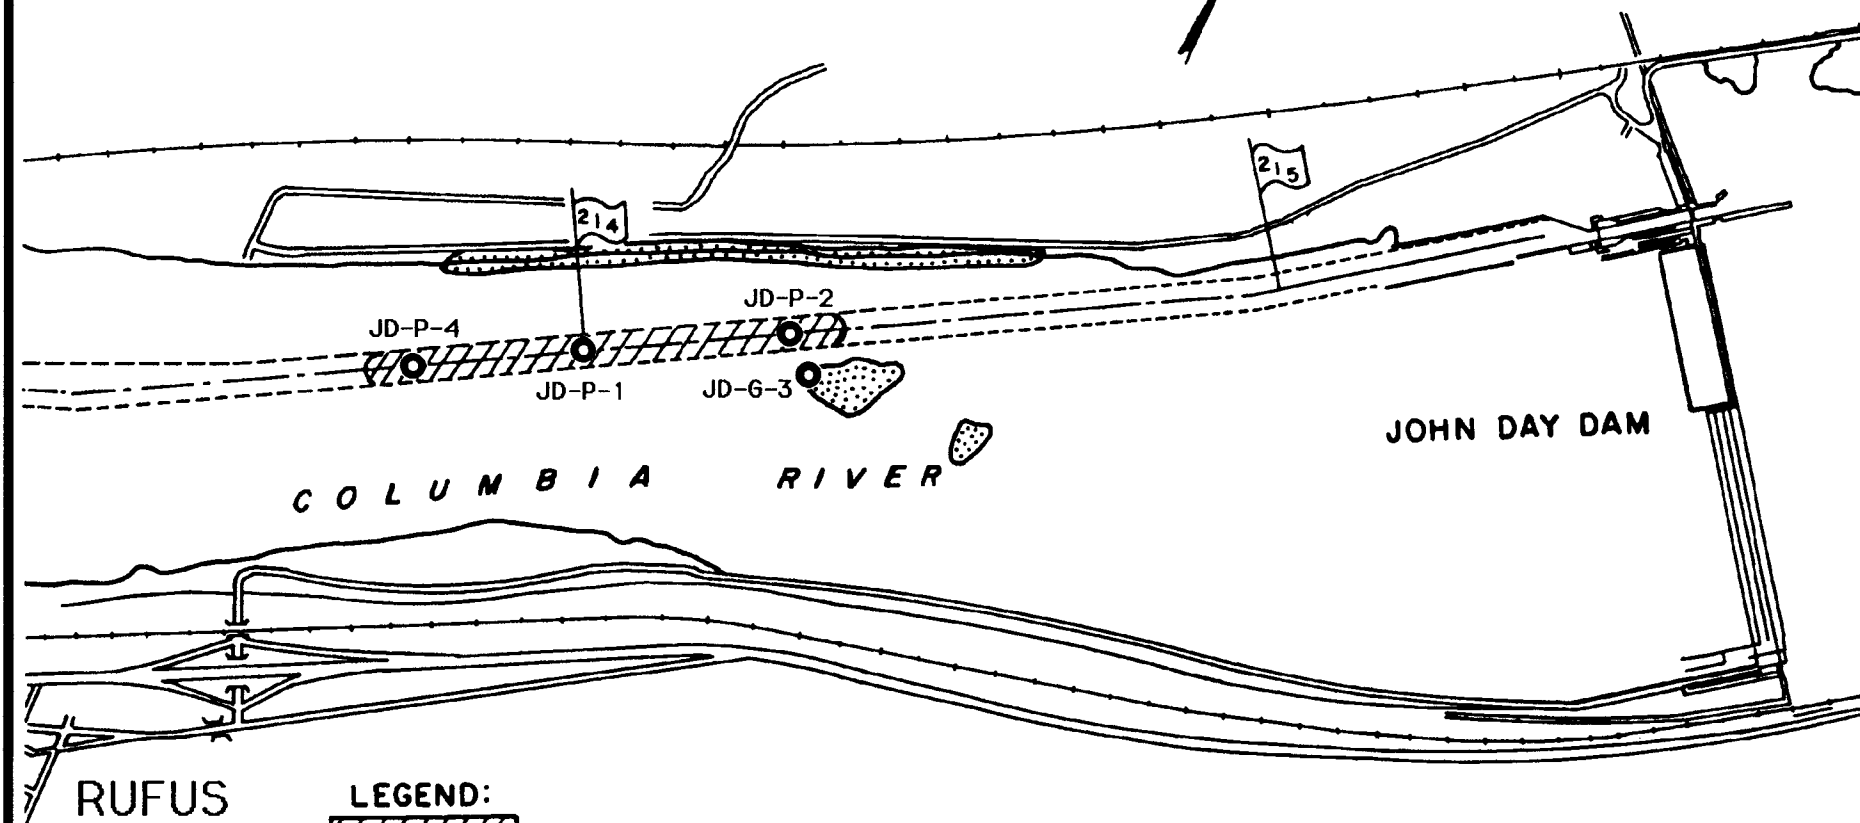 215
214
JD-P-2
JD-P-4
JD-P-1
JD-G-3
JOHN DAY DAM
COLUMBIA RIVER
RUFUS
LEGEND: